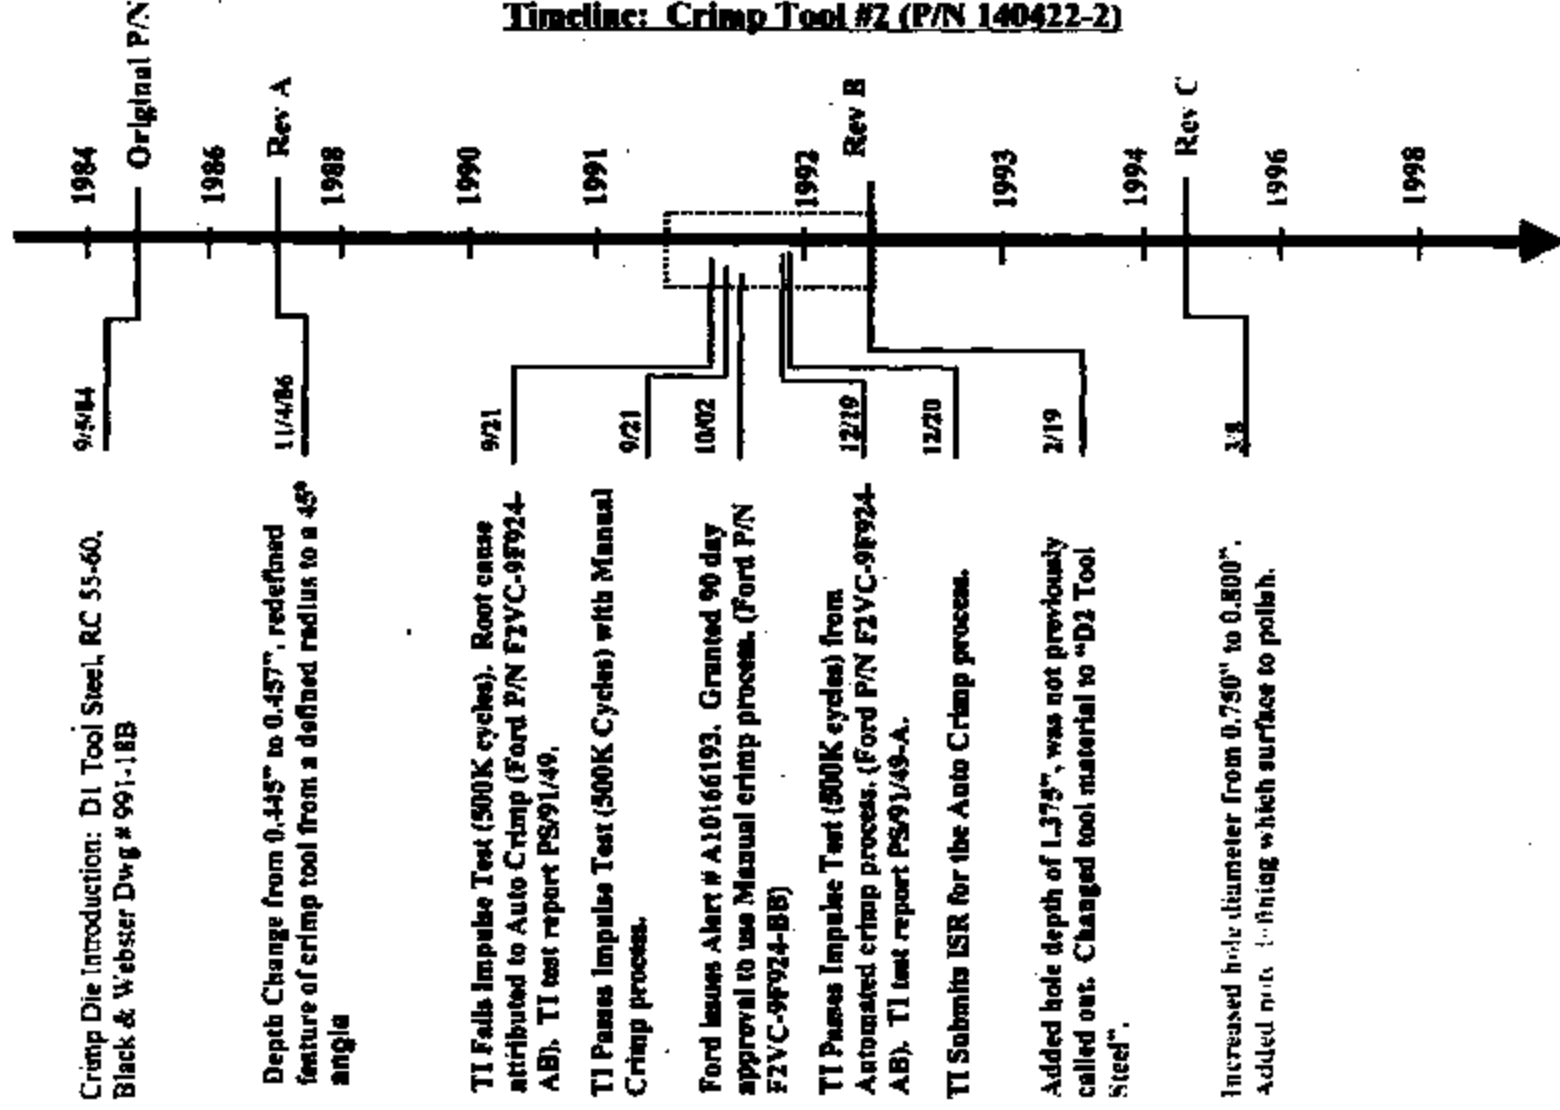 Timeline: Crimp Tool #2 (P/N 140422-2)
1984
Original P/N
1986
Rev A
1988
1990
1991
1992
Rev B
1993
1994
Rev C
1996
1998
9/5/84
Crimp Die Introduction: D1 Tool Steel, RC 55-60,
Black & Webster Dwg # 991-18B
11/4/86
Depth Change from 0.445" to 0.457", redefined
feature of crimp tool from a defined radius to a 45°
angle
9/21
TI Fails Impulse Test (500K cycles). Root cause
attributed to Auto Crimp (Ford P/N F2VC-9F924-
AB). TI test report PS/91/49.
9/21
TI Passes Impulse Test (500K Cycles) with Manual
Crimp process.
10/02
Ford issues Alert # A10166193. Granted 90 day
approval to use Manual crimp process. (Ford P/N
F2VC-9F924-BB)
12/19
TI Passes Impulse Test (500K cycles) from
Automated crimp process. (Ford P/N F2VC-9F924-
AB). TI test report PS/91/49-A.
12/20
TI Submits ISR for the Auto Crimp process.
2/19
Added hole depth of 1.375", was not previously
called out. Changed tool material to "D2 Tool
Steel".
Increased hole diameter from 0.750" to 0.800".
Added which surface to polish.